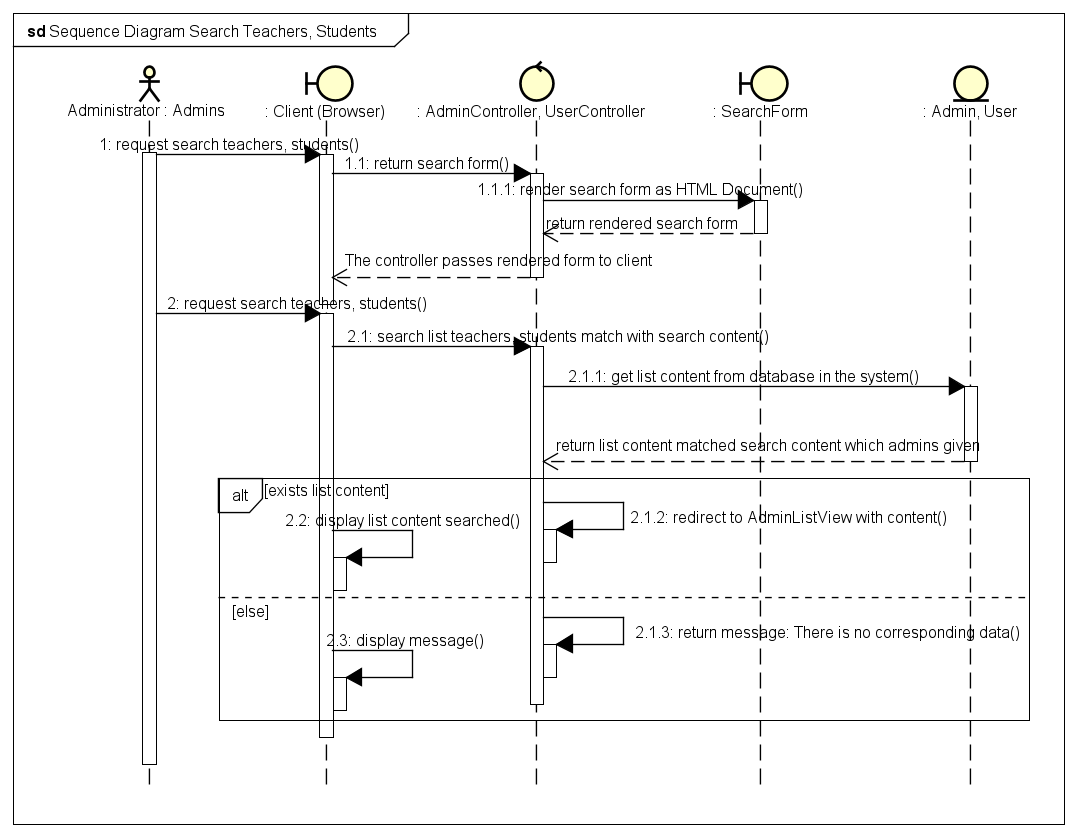 sd Sequence Diagram Search Teachers, Students
Administrator : Admins
: Client (Browser)
: AdminController, UserController
: SearchForm
: Admin, User
1: request search teachers, students()
1.1: return search form()
1.1.1: render search form as HTML Document()
return rendered search form
The controller passes rendered form to client
2: request search teachers, students()
2.1: search list teachers, students match with search content()
2.1.1: get list content from database in the system()
return list content matched search content which admins given
alt
[exists list content]
2.1.2: redirect to AdminListView with content()
2.2: display list content searched()
[else]
2.1.3: return message: There is no corresponding data()
2.3: display message()